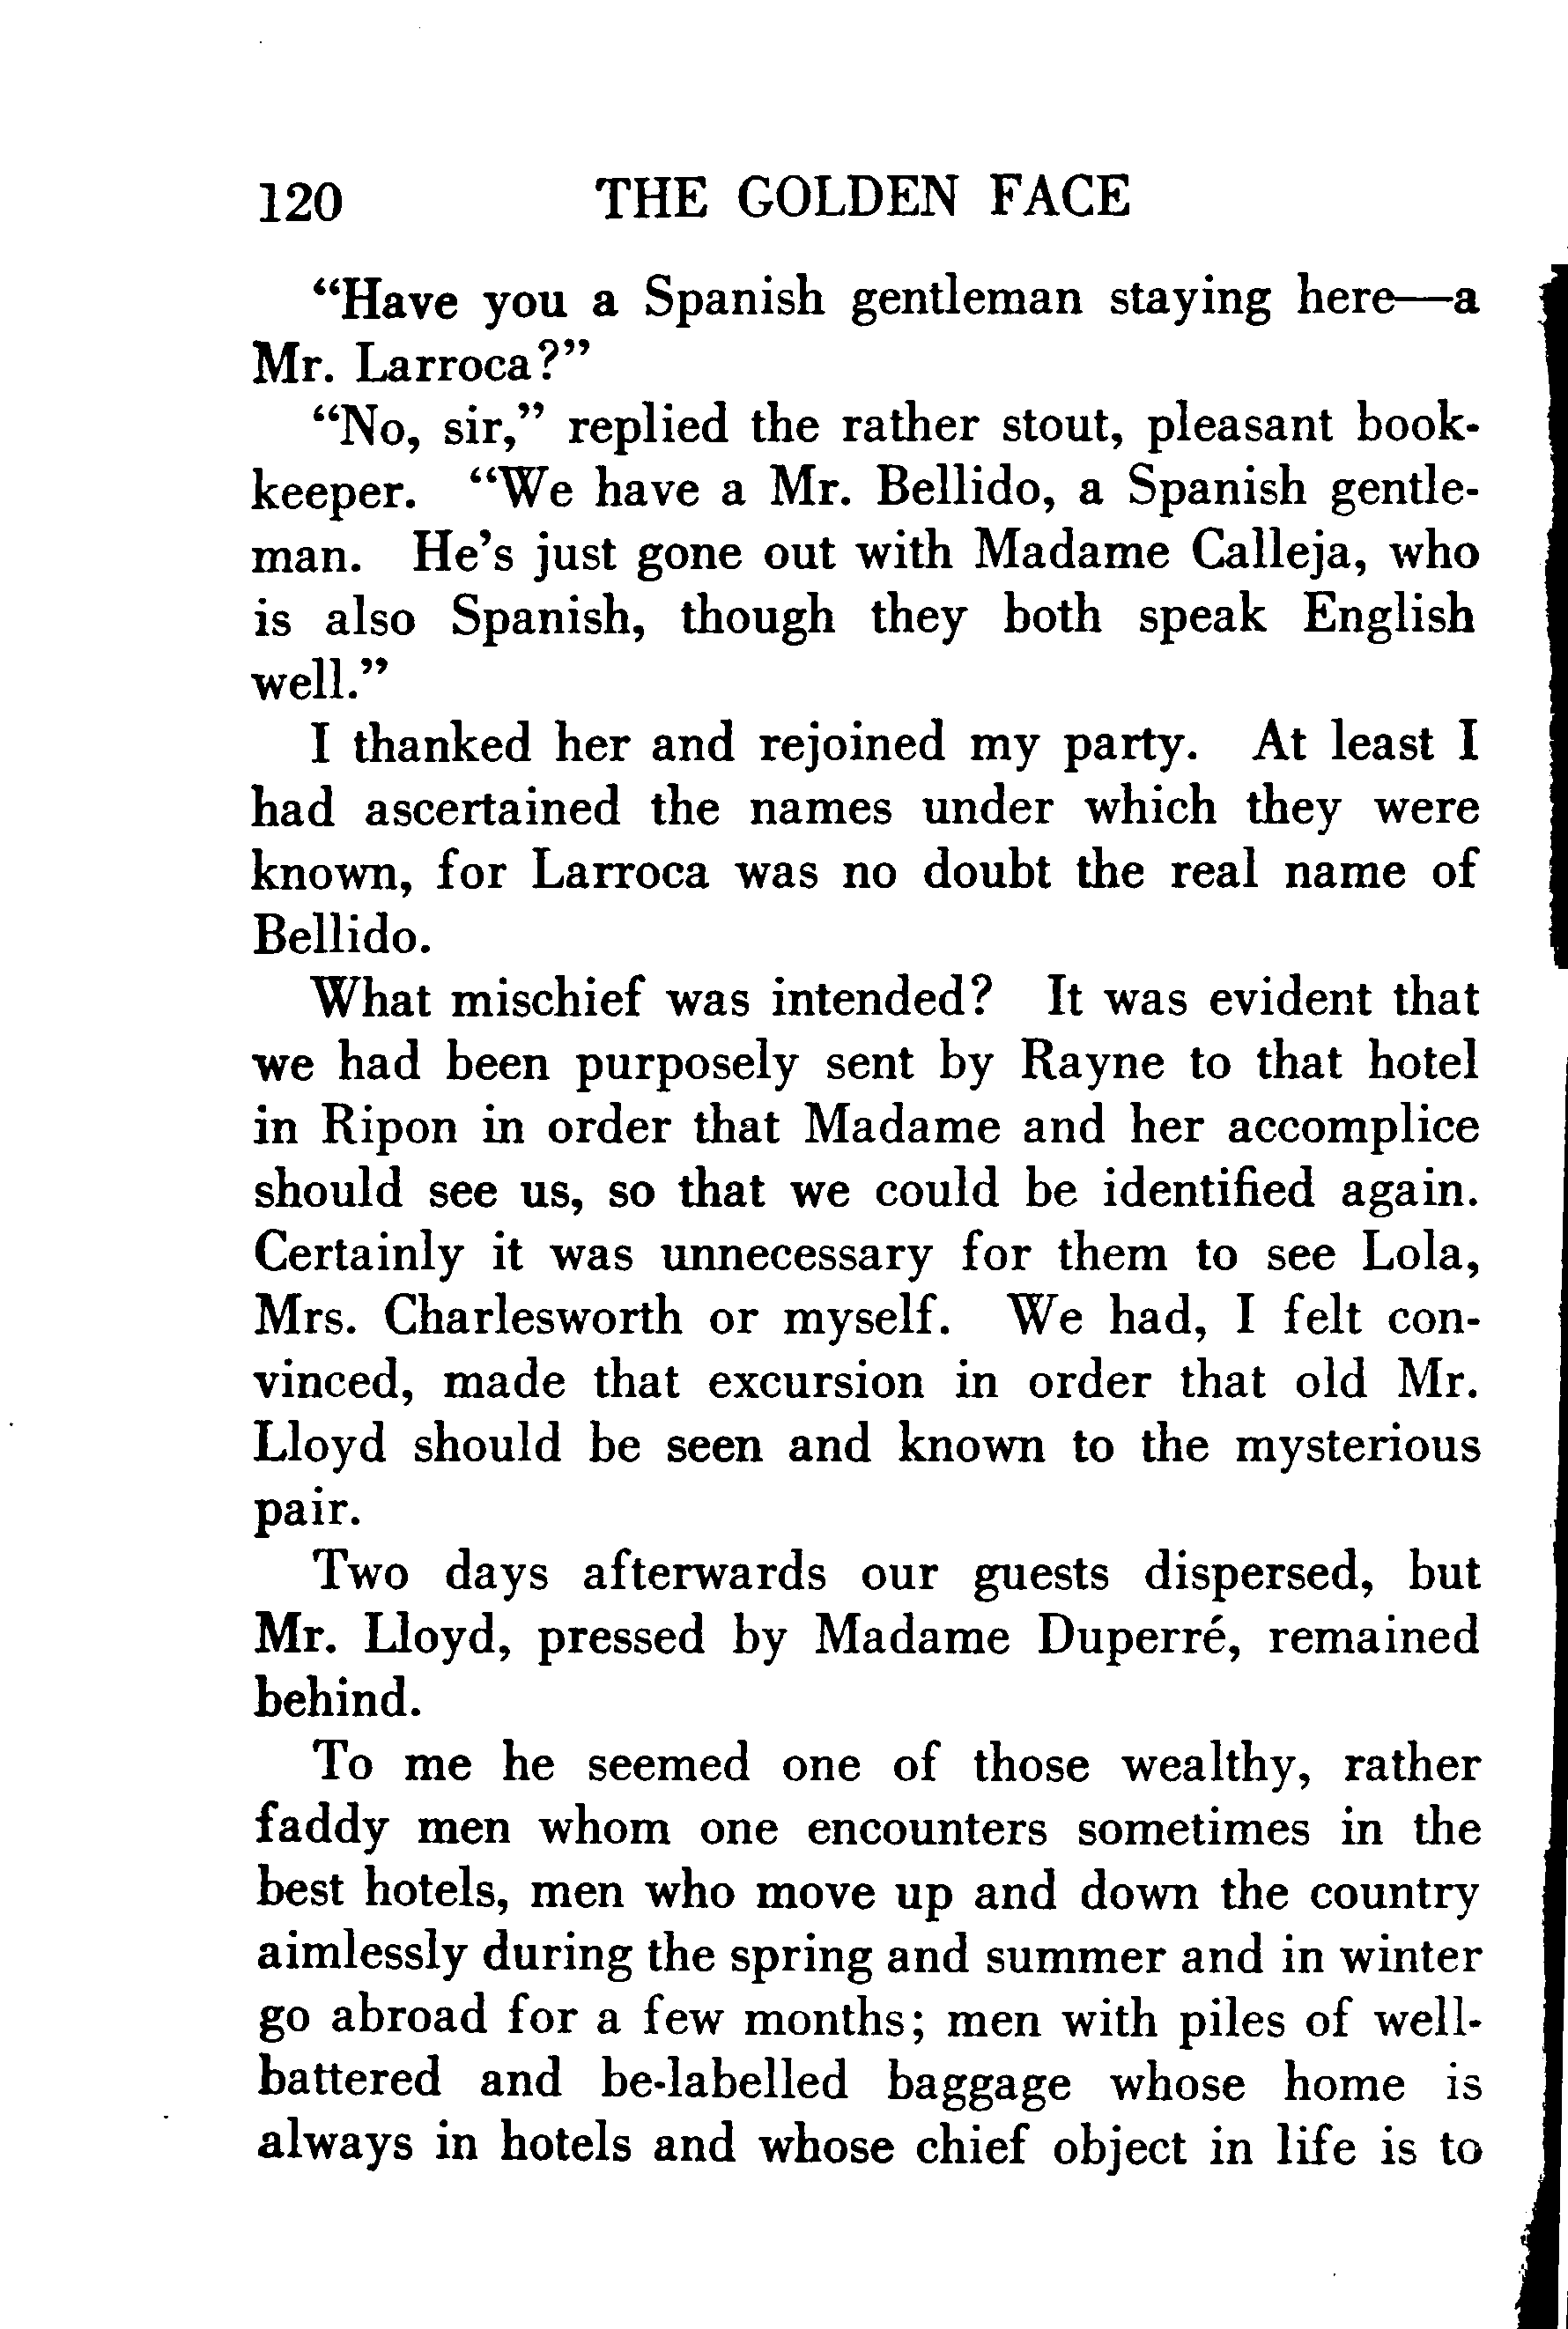 120 THE GOLDEN FACE
“Have you a Spanish gentleman staying here—a
Mr. Larroca?”
“No, sir,” replied the rather stout, pleasant book-
keeper. “We have a Mr. Bellido, a Spanish gentle-
man. He’s just gone out with Madame Calleja, who
is also Spanish, though they both speak English
well.”
I thanked her and rejoined my party. At least I
had ascertained the names under which they were
known, for Larroca was no doubt the real name of
Bellido.
What mischief was intended? It was evident that
we had been purposely sent by Rayne to that hotel
in Ripon in order that Madame and her accomplice
should see us, so that we could be identified again.
Certainly it was unnecessary for them to see Lola,
Mrs. Charlesworth or myself. We had, I felt con-
vinced, made that excursion in order that old Mr.
Lloyd should be seen and known to the mysterious
pair.
Two days afterwards our guests dispersed, but
Mr. Lloyd, pressed by Madame Duperré, remained
behind.
To me he seemed one of those wealthy, rather
faddy men whom one encounters sometimes in the
best hotels, men who move up and down the country
aimlessly during the spring and summer and in winter
go abroad for a few months; men with piles of well-
battered and be-labelled baggage whose home is
always in hotels and whose chief object in life is to